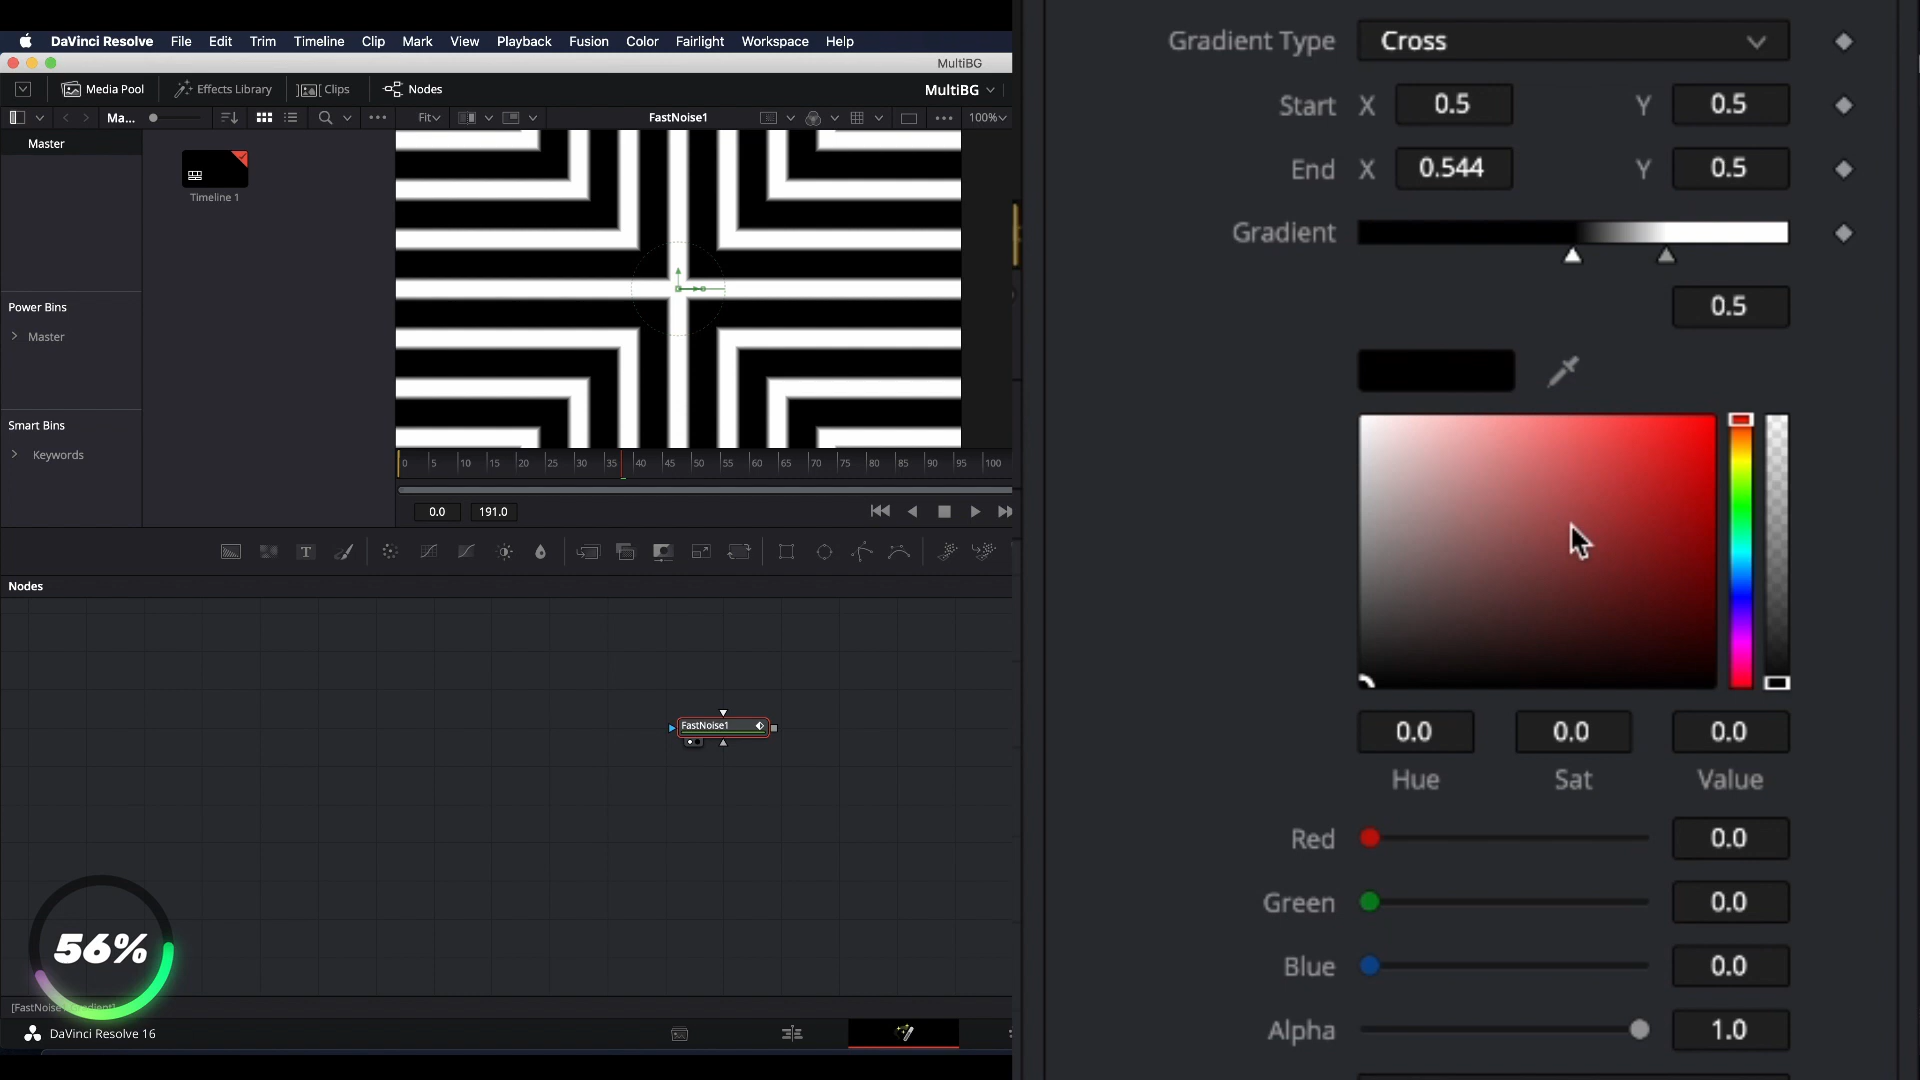 DaVinci Resolve File Edit Trim Timeline Clip Mark View Playback Fusion Color Fairlight Workspace Help
MultiBG
Media Pool Effects Library Clips Nodes MultiBG
Ma... Fit FastNoise1 100%
Master
Timeline 1
Power Bins
Master
Smart Bins
Keywords
0 5 10 15 20 25 30 35 40 45 50 55 60 65 70 75 80 85 90 95 100
0.0 191.0
T
Nodes
FastNoise1
56%
DaVinci Resolve 16
Gradient Type Cross
Start X 0.5 Y 0.5
End X 0.544 Y 0.5
Gradient
0.5
0.0 0.0 0.0
Hue Sat Value
Red 0.0
Green 0.0
Blue 0.0
Alpha 1.0